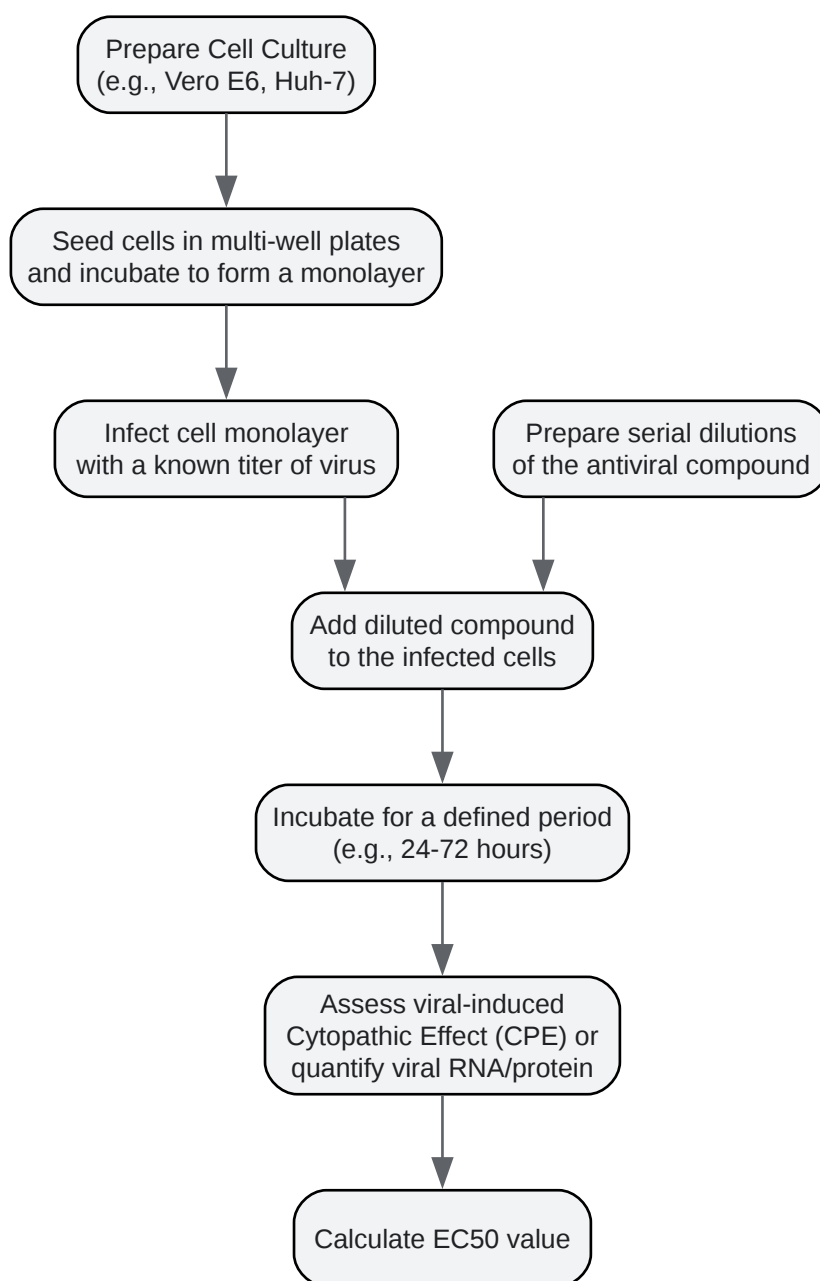 Prepare Cell Culture
(e.g., Vero E6, Huh-7)
Seed cells in multi-well plates
and incubate to form a monolayer
Infect cell monolayer
with a known titer of virus
Prepare serial dilutions
of the antiviral compound
Add diluted compound
to the infected cells
Incubate for a defined period
(e.g., 24-72 hours)
Assess viral-induced
Cytopathic Effect (CPE) or
quantify viral RNA/protein
Calculate EC50 value